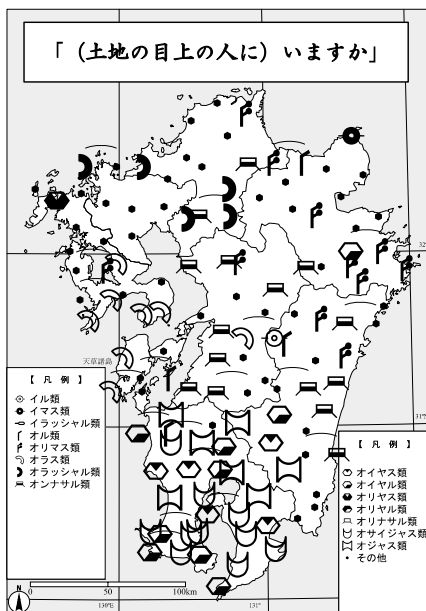 「（土地の目上の人に）いますか」
32°
天草諸島
31°N
【 凡 例 】
イル類
イマス類
イラッシャル類
オル類
オリマス類
オラス類
オラッシャル類
オンナサル類
【 凡 例 】
オイヤス類
オイヤル類
オリヤス類
オリヤル類
オリナサル類
オサイジャス類
オジャス類
その他
N
0 50 100km
130°E 131°